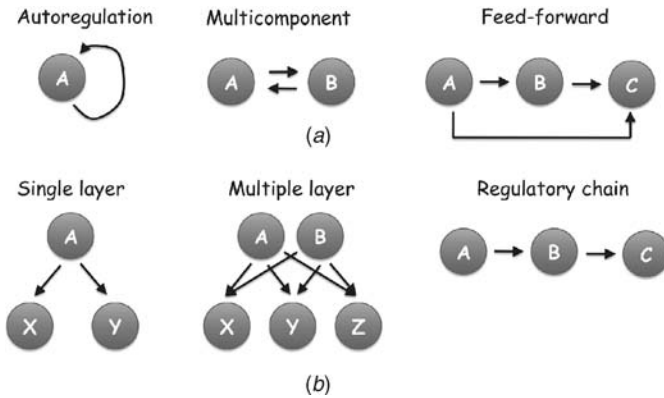 Autoregulation Multicomponent Feed-forward
A A B A B C
(a)
Single layer Multiple layer Regulatory chain
A A B A B C
X Y X Y Z
(b)